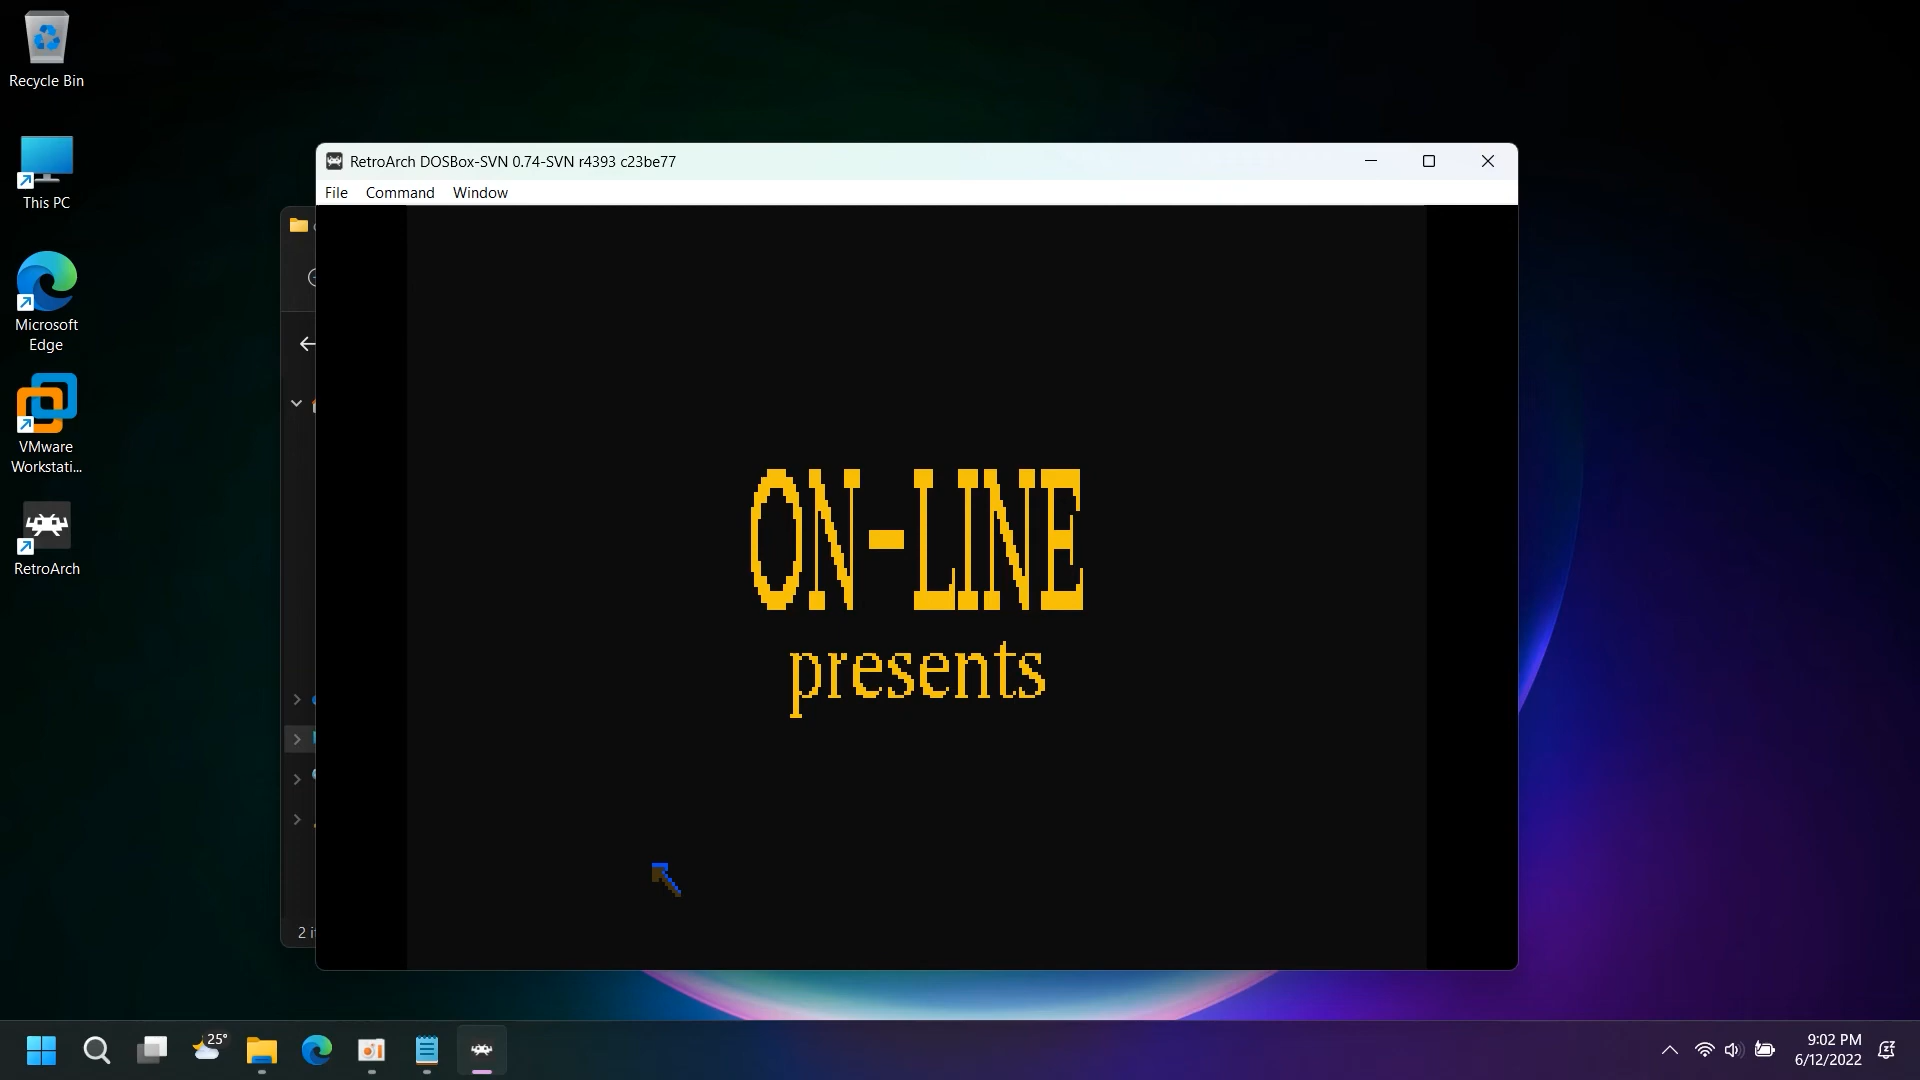 Recycle Bin
This PC
Microsoft
Edge
VMware
Workstati...
RetroArch
RetroArch DOSBox-SVN 0.74-SVN r4393 c23be77
File Command Window
ON-LINE
presents
25°
9:02 PM
6/12/2022